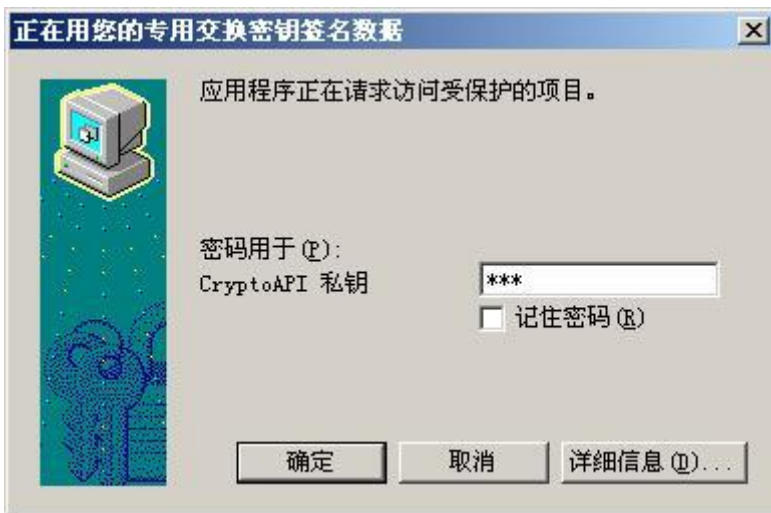 正在用您的专用交换密钥签名数据
应用程序正在请求访问受保护的项目。
密码用于(P):
CryptoAPI 私钥
***
记住密码(R)
确定
取消
详细信息(D)...